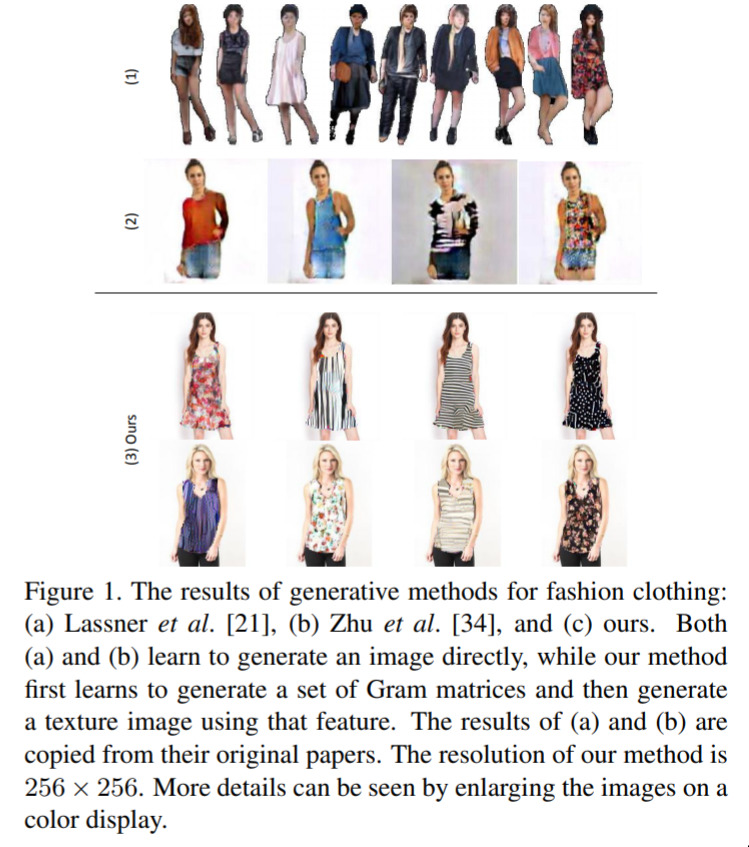 (1)
(2)
(3) Ours
Figure 1. The results of generative methods for fashion clothing:
(a) Lassner et al. [21], (b) Zhu et al. [34], and (c) ours. Both
(a) and (b) learn to generate an image directly, while our method
first learns to generate a set of Gram matrices and then generate
a texture image using that feature. The results of (a) and (b) are
copied from their original papers. The resolution of our method is
256 × 256. More details can be seen by enlarging the images on a
color display.